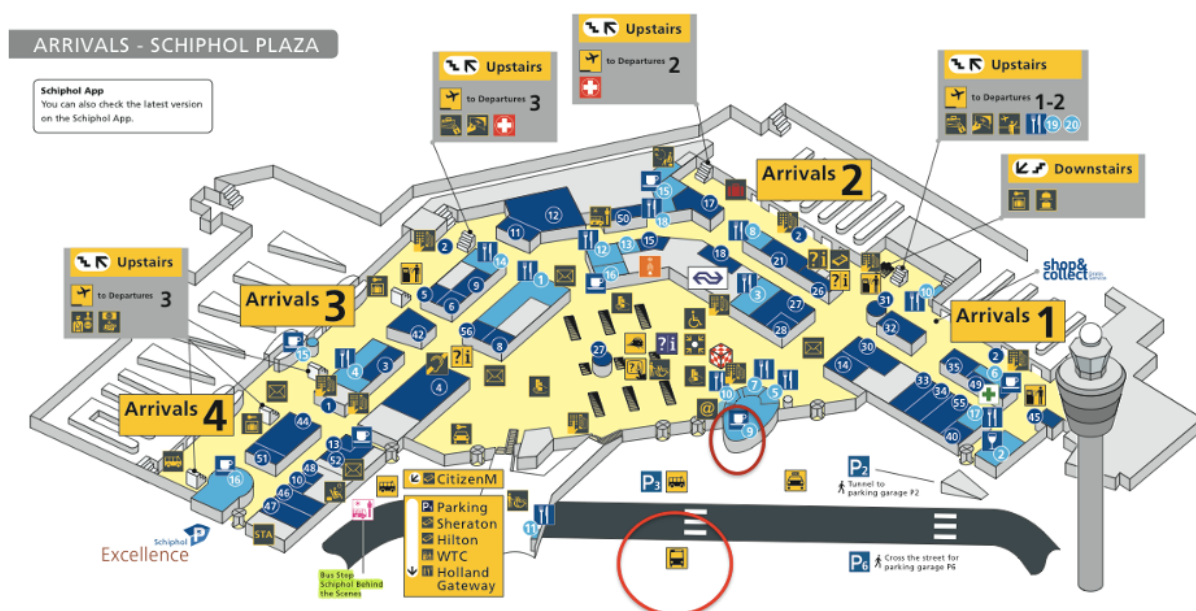 ARRIVALS - SCHIPHOL PLAZA
Schiphol App
You can also check the latest version
on the Schiphol App.
Upstairs
to Departures 3
Upstairs
to Departures 2
Upstairs
to Departures 1-2
19 20
Downstairs
Upstairs
to Departures 3
Arrivals 2
Arrivals 3
Arrivals 1
Arrivals 4
shop&
collect
12
11
50
15
18
17
2
14
9
5
6
1
12
13
15
16
18
8
2
21
26
3
27
28
31
32
10
42
56
8
?i
27
?i
?i
?i
15
4
3
4
1
30
14
33
34
55
40
35
49
2
6
17
45
2
10
7
5
9
@
44
51
13
52
48
10
46
47
16
STA
11
CitizenM
P1 Parking
Sheraton
Hilton
WTC
Holland
Gateway
Bus Stop
Schiphol Behind
the Scenes
Schiphol
Excellence
P
P3
P2
Tunnel to
parking garage P2
P6
Cross the street for
parking garage P6